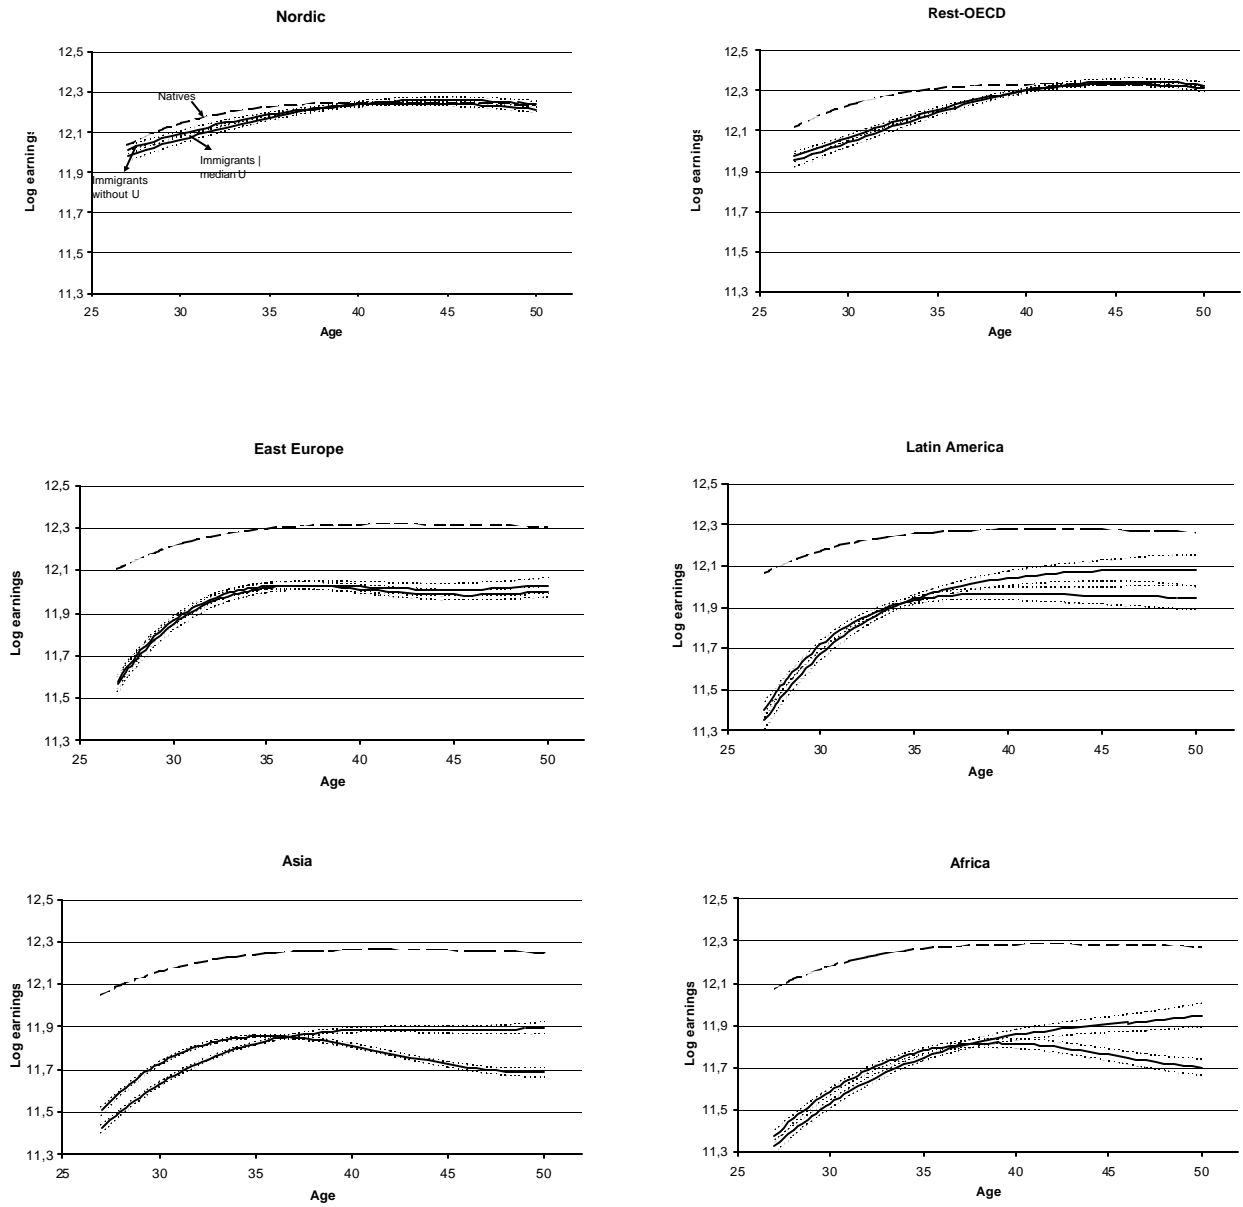 Nordic
12,5
12,3
12,1
11,9
11,7
11,5
11,3
Log earnings
Natives
Immigrants |
median U
Immigrants
without U
25 30 35 40 45 50
Age
Rest-OECD
12,5
12,3
12,1
11,9
11,7
11,5
11,3
Log earnings
25 30 35 40 45 50
Age
East Europe
12,5
12,3
12,1
11,9
11,7
11,5
11,3
Log earnings
25 30 35 40 45 50
Age
Latin America
12,5
12,3
12,1
11,9
11,7
11,5
11,3
Log earnings
25 30 35 40 45 50
Age
Asia
12,5
12,3
12,1
11,9
11,7
11,5
11,3
Log earnings
25 30 35 40 45 50
Age
Africa
12,5
12,3
12,1
11,9
11,7
11,5
11,3
Log earnings
25 30 35 40 45 50
Age